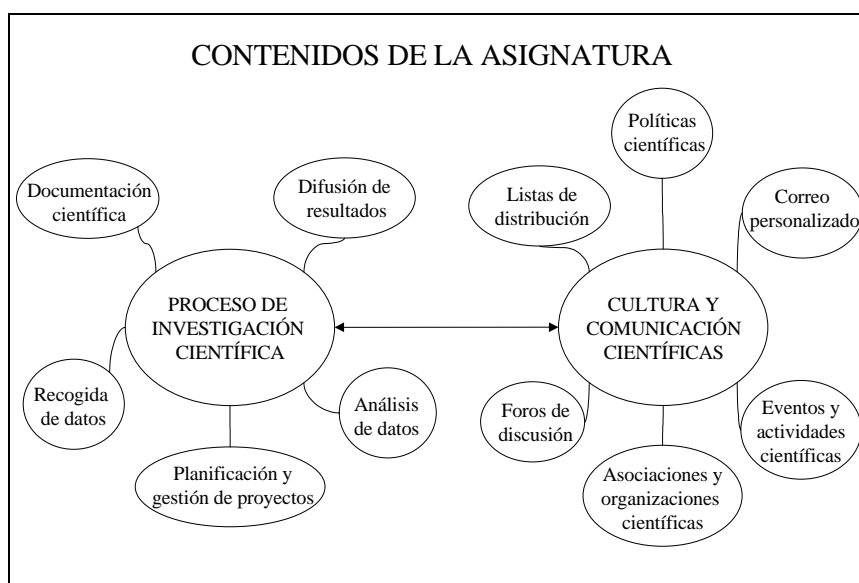 CONTENIDOS DE LA ASIGNATURA
Documentación
científica
Difusión de
resultados
PROCESO DE
INVESTIGACIÓN
CIENTÍFICA
Recogida
de datos
Análisis
de datos
Planificación y
gestión de proyectos
Políticas
científicas
Listas de
distribución
Correo
personalizado
CULTURA Y
COMUNICACIÓN
CIENTÍFICAS
Foros de
discusión
Eventos y
actividades
científicas
Asociaciones y
organizaciones
científicas